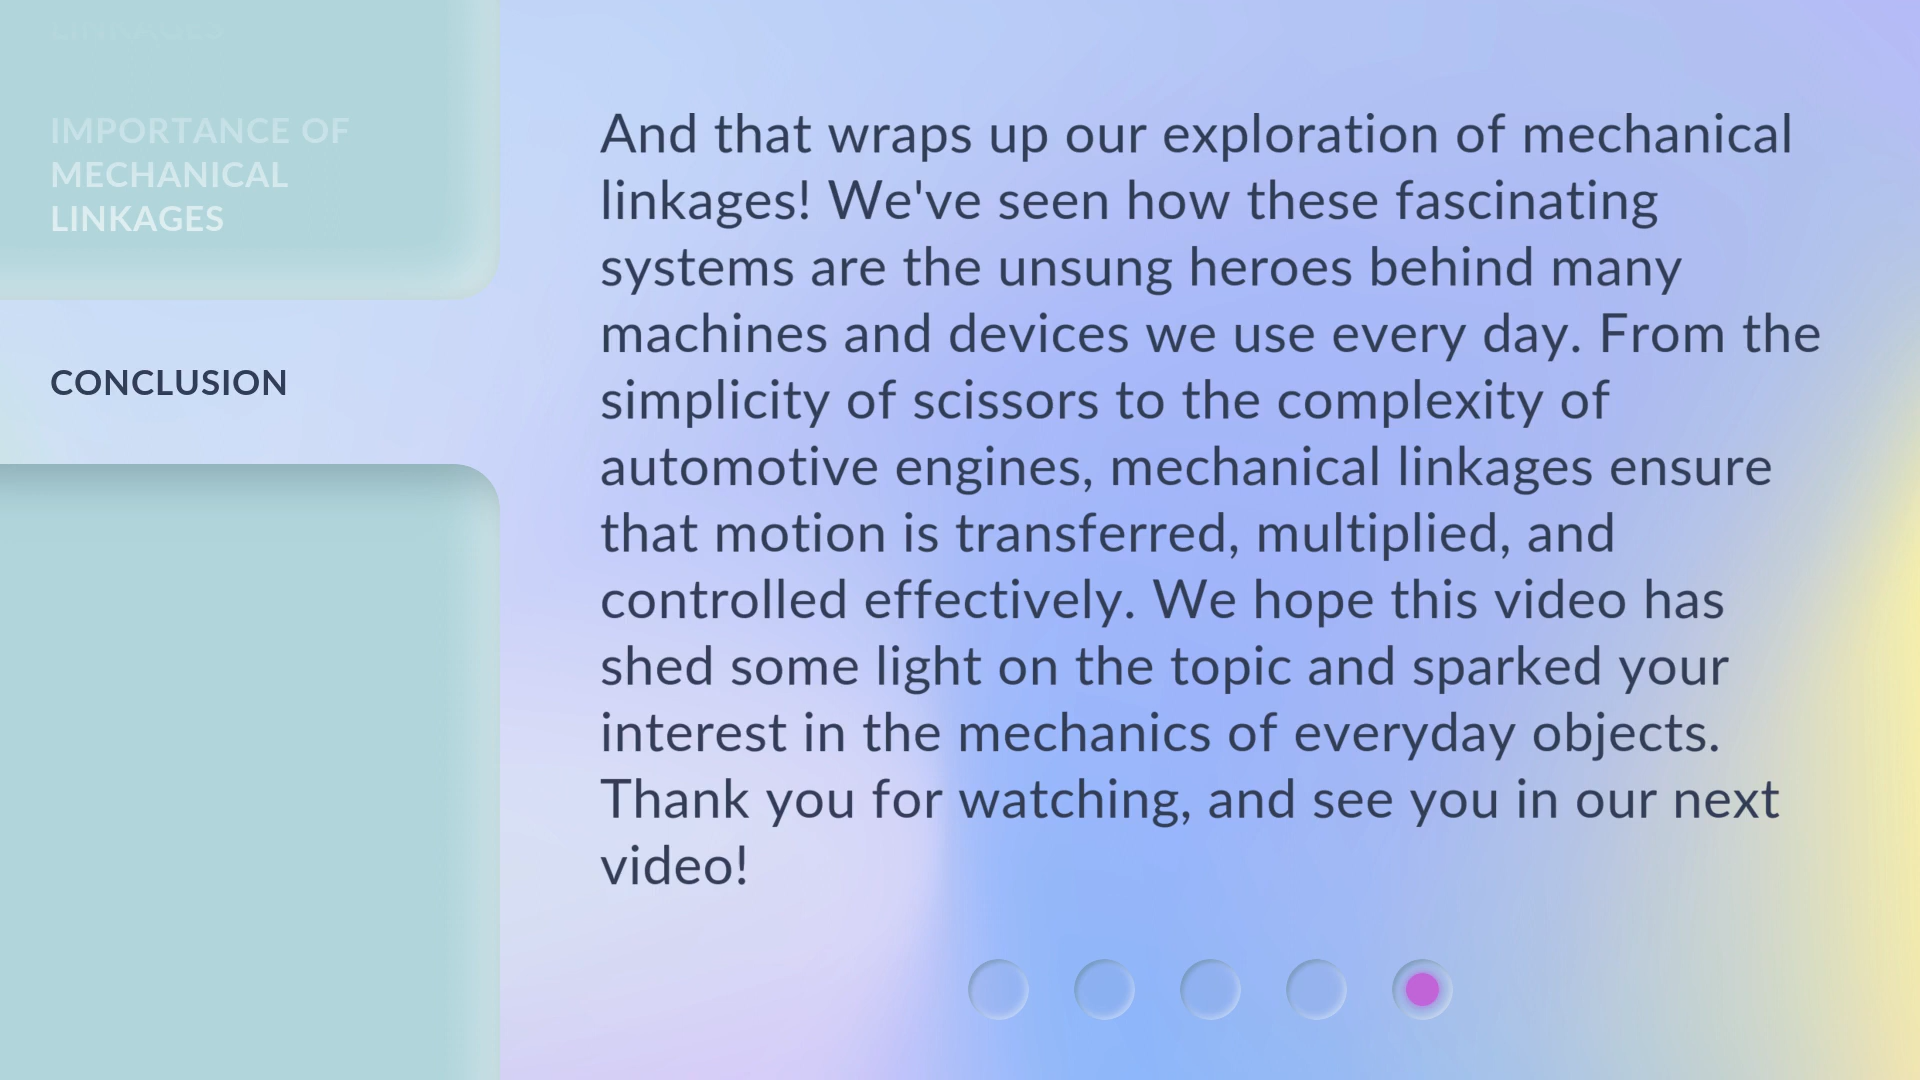 LINKAGES
IMPORTANCE OF
MECHANICAL
LINKAGES
CONCLUSION
And that wraps up our exploration of mechanical
linkages! We've seen how these fascinating
systems are the unsung heroes behind many
machines and devices we use every day. From the
simplicity of scissors to the complexity of
automotive engines, mechanical linkages ensure
that motion is transferred, multiplied, and
controlled effectively. We hope this video has
shed some light on the topic and sparked your
interest in the mechanics of everyday objects.
Thank you for watching, and see you in our next
video!